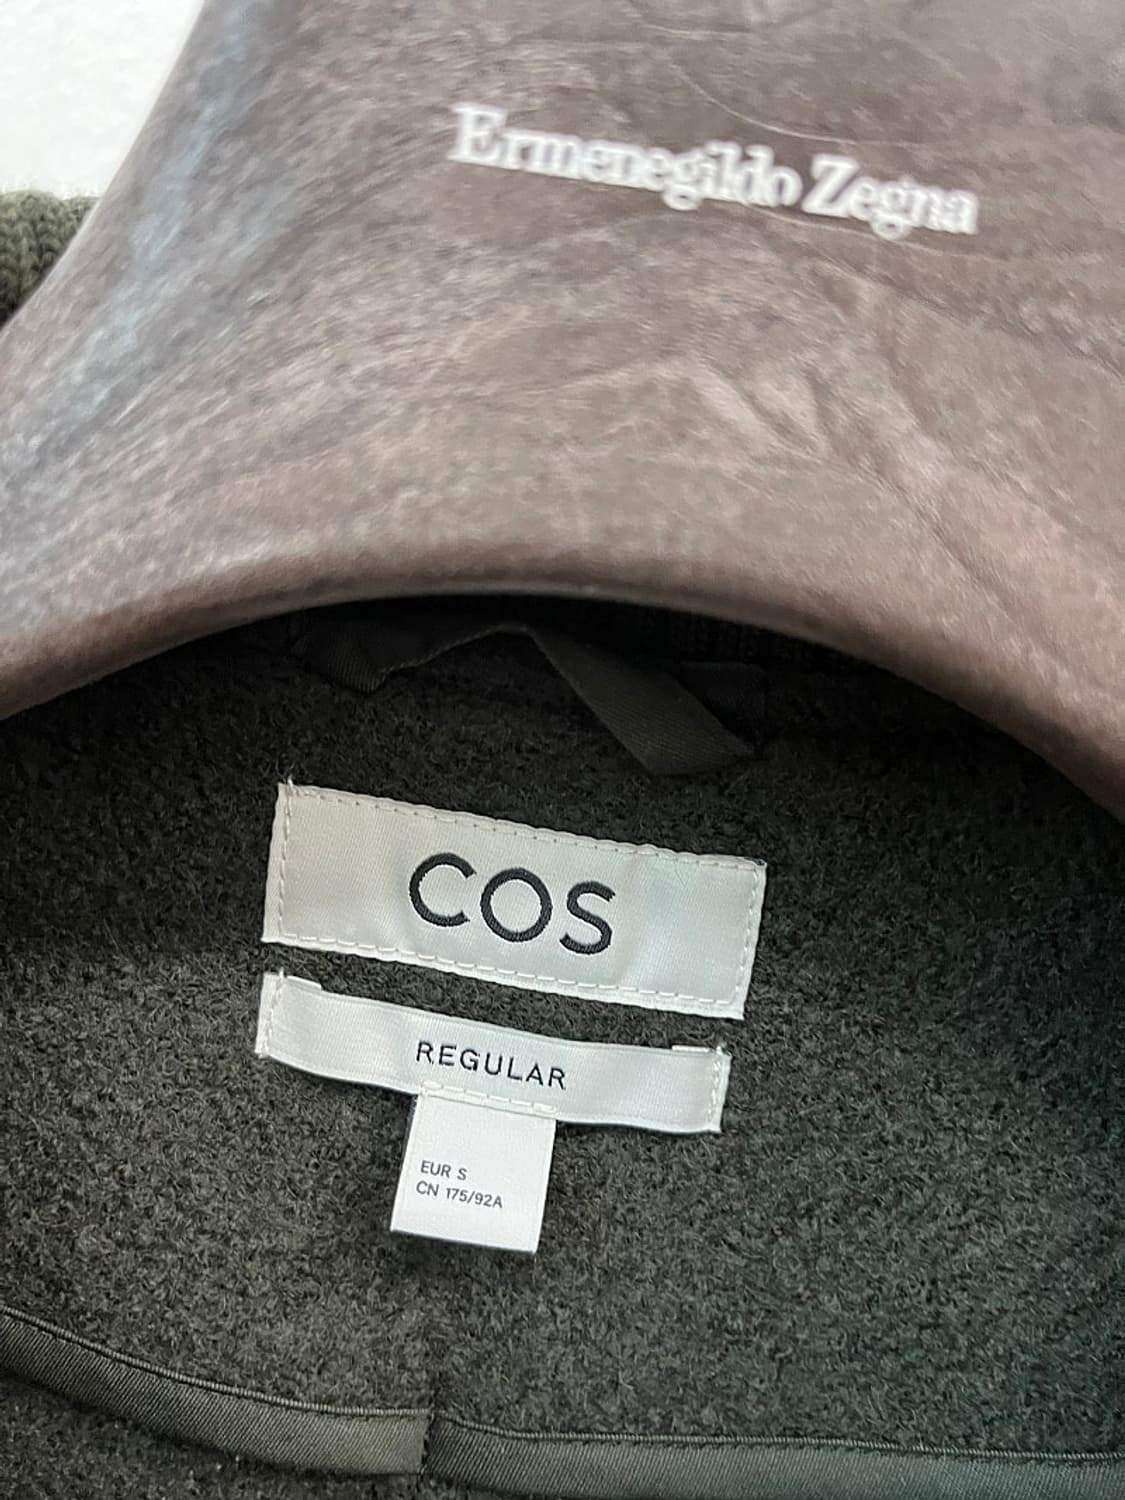 Ermenegildo Zegna
COS
REGULAR
EUR S
CN 175/92A